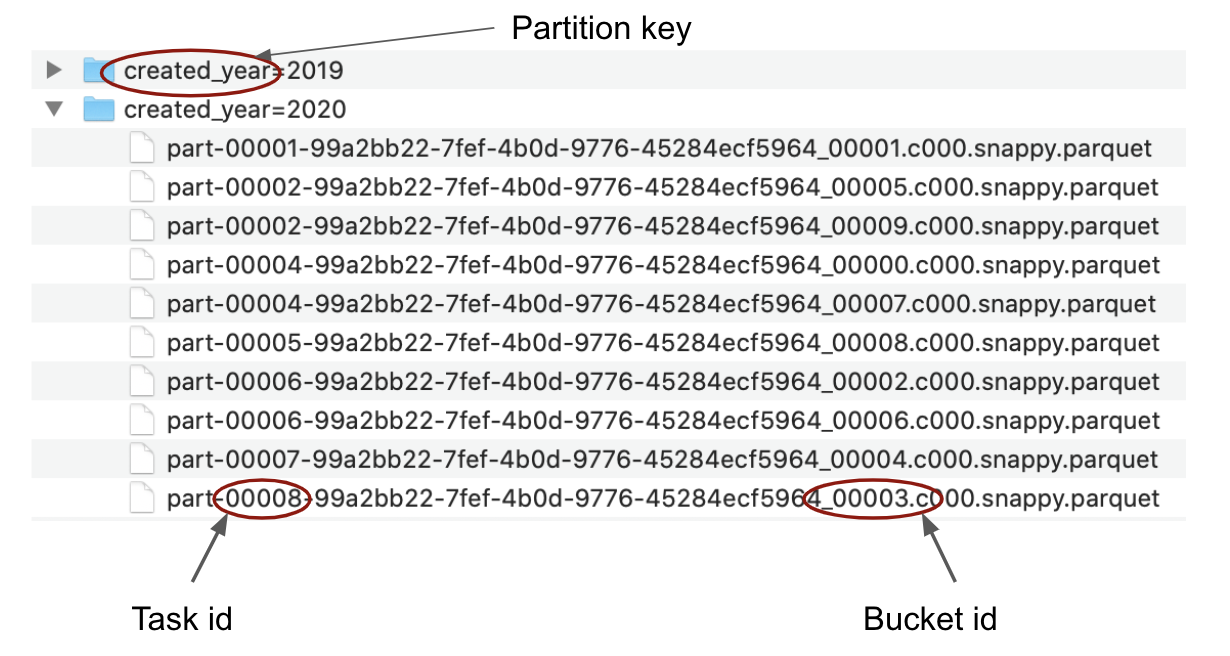 Partition key
created_year=2019
created_year=2020
part-00001-99a2bb22-7fef-4b0d-9776-45284ecf5964_00001.c000.snappy.parquet
part-00002-99a2bb22-7fef-4b0d-9776-45284ecf5964_00005.c000.snappy.parquet
part-00002-99a2bb22-7fef-4b0d-9776-45284ecf5964_00009.c000.snappy.parquet
part-00004-99a2bb22-7fef-4b0d-9776-45284ecf5964_00000.c000.snappy.parquet
part-00004-99a2bb22-7fef-4b0d-9776-45284ecf5964_00007.c000.snappy.parquet
part-00005-99a2bb22-7fef-4b0d-9776-45284ecf5964_00008.c000.snappy.parquet
part-00006-99a2bb22-7fef-4b0d-9776-45284ecf5964_00002.c000.snappy.parquet
part-00006-99a2bb22-7fef-4b0d-9776-45284ecf5964_00006.c000.snappy.parquet
part-00007-99a2bb22-7fef-4b0d-9776-45284ecf5964_00004.c000.snappy.parquet
part-00008-99a2bb22-7fef-4b0d-9776-45284ecf5964_00003.c000.snappy.parquet
Task id Bucket id